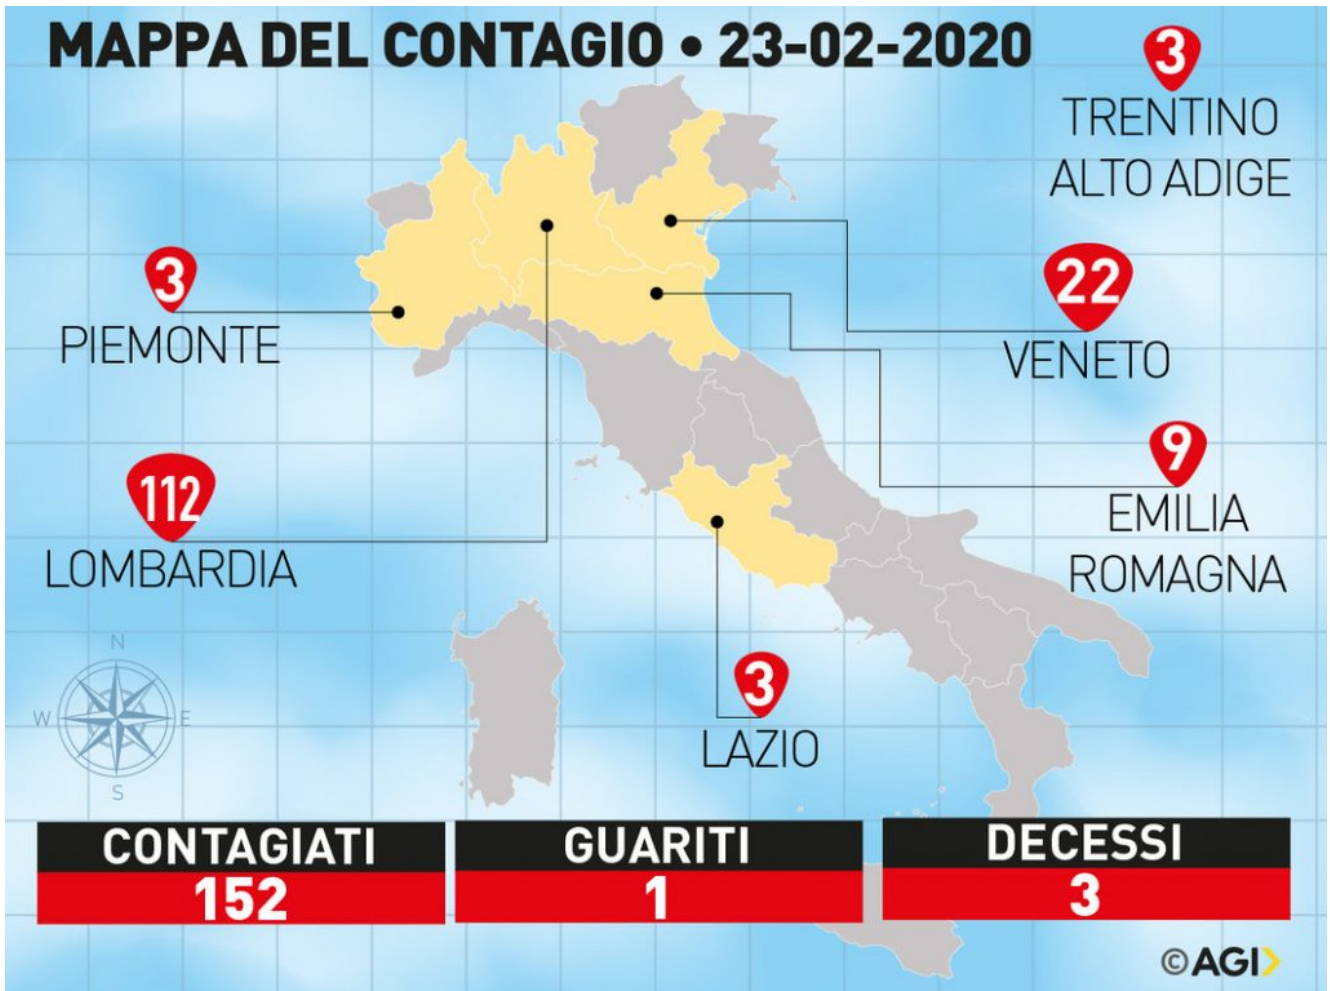 MAPPA DEL CONTAGIO • 23-02-2020
3
TRENTINO
ALTO ADIGE
3
PIEMONTE
22
VENETO
112
LOMBARDIA
9
EMILIA
ROMAGNA
3
LAZIO
N
W E
S
CONTAGIATI
152
GUARITI
1
DECESSI
3
©AGI